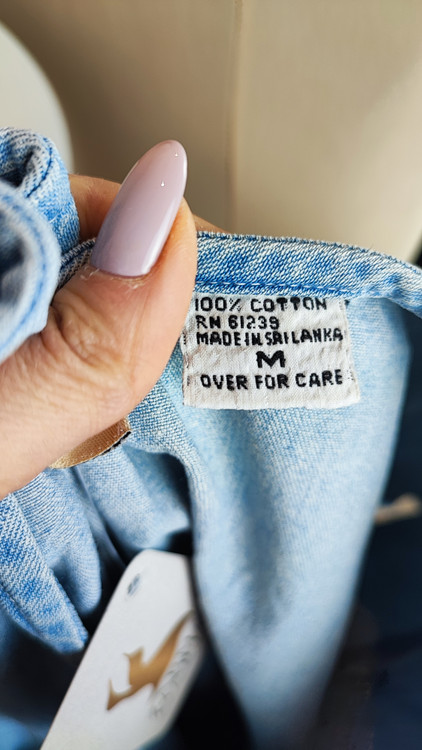 100% COTTON
RN 61239
MADE IN SRI LANKA
M
OVER FOR CARE